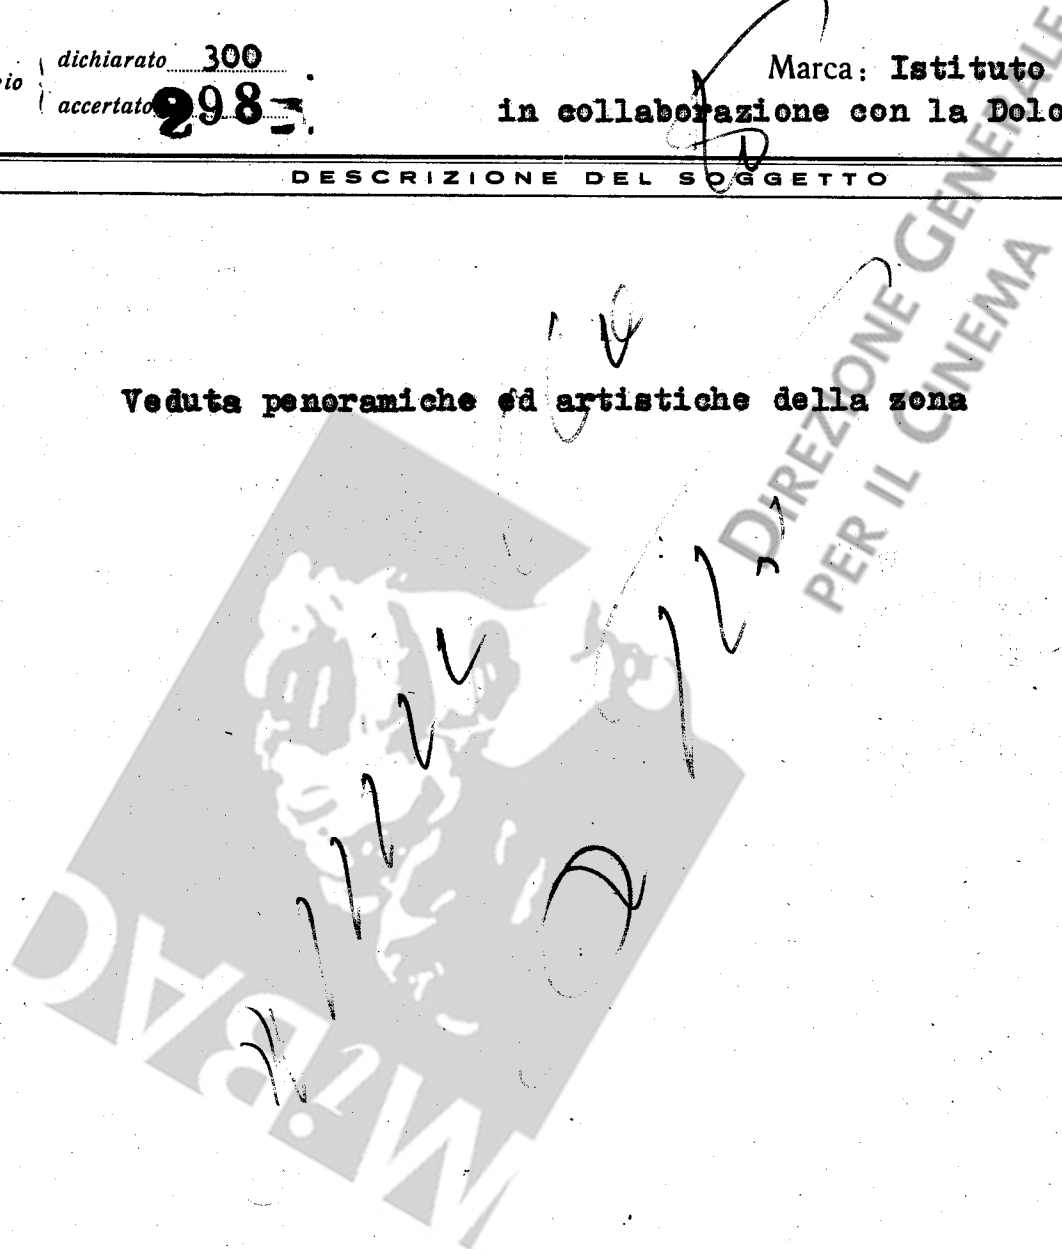 dichiarato 300
accertato 298=
Marca: Istituto
in collaborazione con la Dolo
DESCRIZIONE DEL SOGGETTO
Veduta penoramiche ed artistiche della zona
DIREZIONE GENERALE
PER IL CINEMA
MiBAC